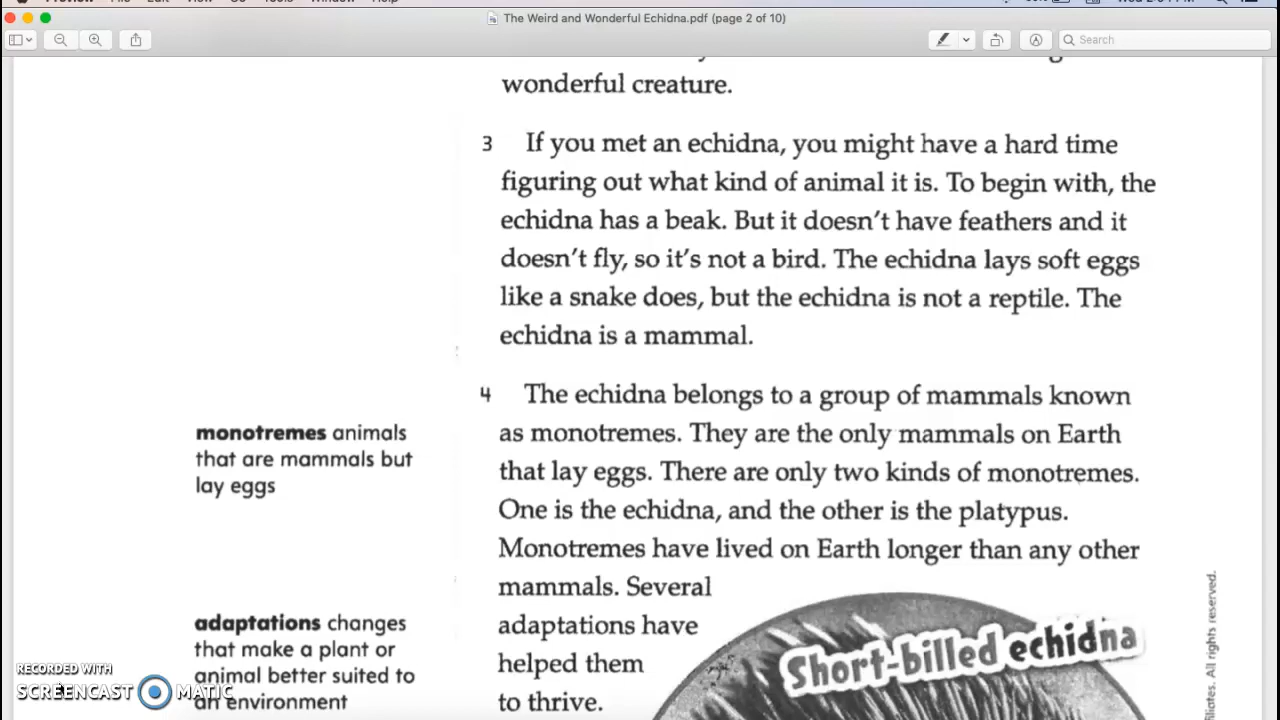 The Weird and Wonderful Echidna.pdf (page 2 of 10)
Search
wonderful creature.
3 If you met an echidna, you might have a hard time
figuring out what kind of animal it is. To begin with, the
echidna has a beak. But it doesn't have feathers and it
doesn't fly, so it's not a bird. The echidna lays soft eggs
like a snake does, but the echidna is not a reptile. The
echidna is a mammal.
4 The echidna belongs to a group of mammals known
as monotremes. They are the only mammals on Earth
that lay eggs. There are only two kinds of monotremes.
One is the echidna, and the other is the platypus.
Monotremes have lived on Earth longer than any other
mammals. Several
adaptations have
helped them
to thrive.
monotremes animals
that are mammals but
lay eggs
adaptations changes
that make a plant or
animal better suited to
an environment
Short-billed echidna
All rights reserved.
RECORDED WITH
SCREENCAST MATIC